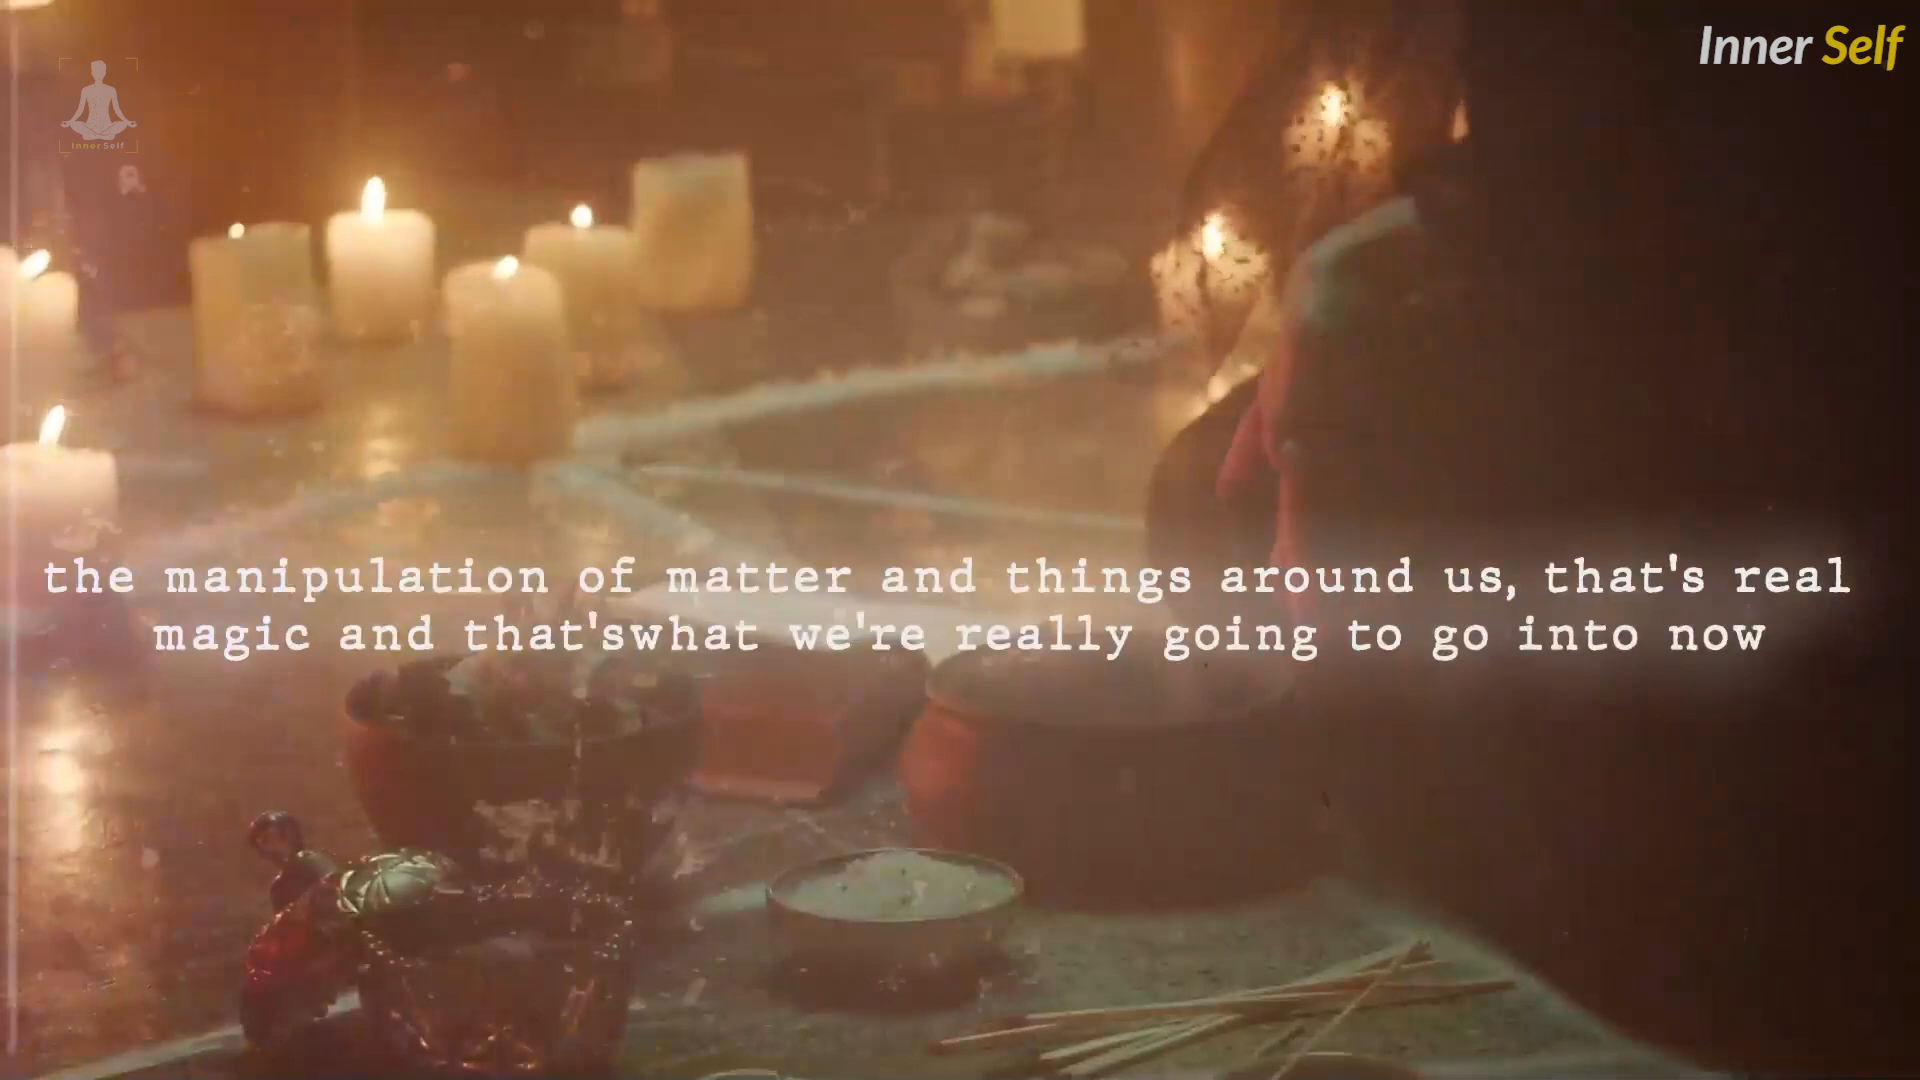 Inner Self
InnerSelf
the manipulation of matter and things around us, that's real
magic and that'swhat we're really going to go into now